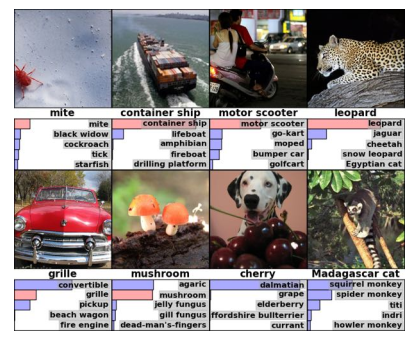 mite
container ship
motor scooter
leopard
mite
black widow
cockroach
tick
starfish
container ship
lifeboat
amphibian
fireboat
drilling platform
motor scooter
go-kart
moped
bumper car
golfcart
leopard
jaguar
cheetah
snow leopard
Egyptian cat
grille
mushroom
cherry
Madagascar cat
convertible
grille
pickup
beach wagon
fire engine
agaric
mushroom
jelly fungus
gill fungus
dead-man's-fingers
dalmatian
grape
elderberry
ffordshire bullterrier
currant
squirrel monkey
spider monkey
titi
indri
howler monkey